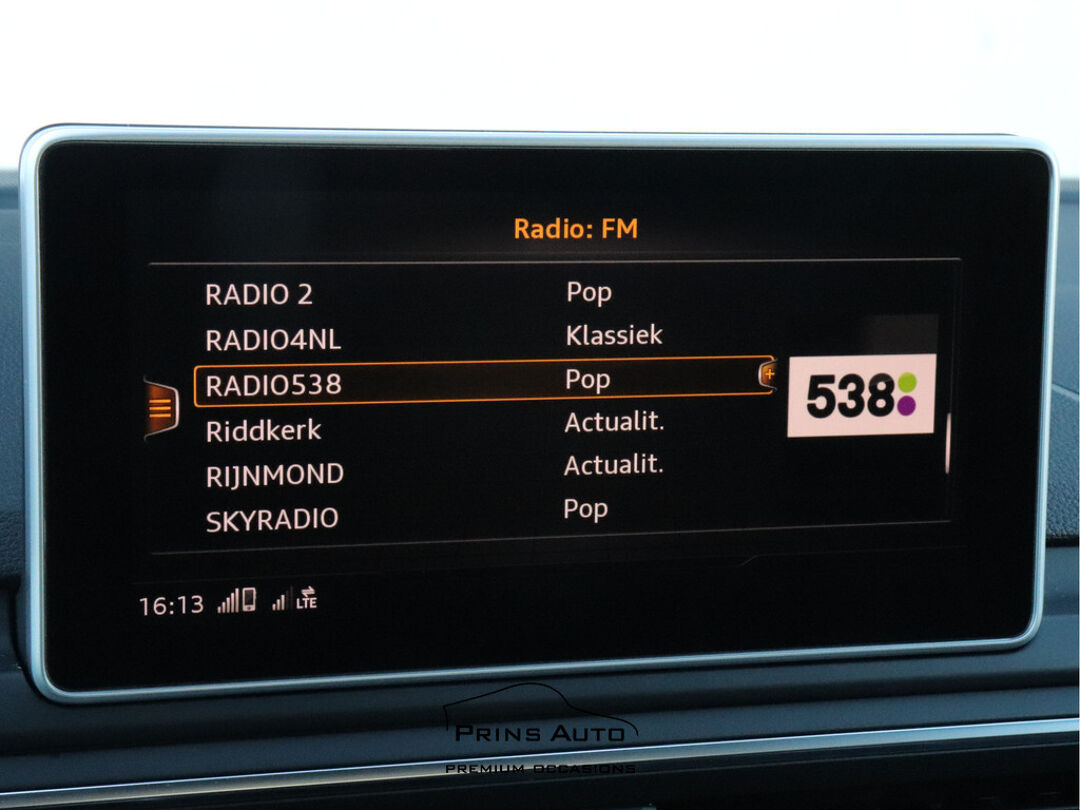 Radio: FM
RADIO 2 Pop
RADIO4NL Klassiek
RADIO538 Pop
Riddkerk Actualit.
RIJNMOND Actualit.
SKYRADIO Pop
538
16:13 LTE
PRINS AUTO
PREMIUM OCCASIONS